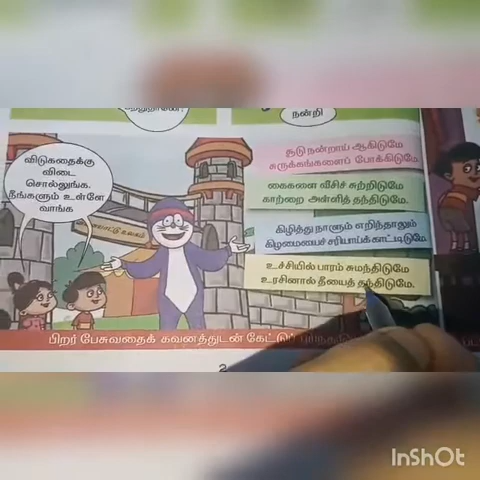 நன்றி
விடுகதைக்கு
விடை
சொல்லுங்க.
நீங்களும் உள்ளே
வாங்க
சூடு நன்றாய் ஆகிடுமே
சுருக்கங்களைப் போக்கிடுமே
கைகளை வீசிச் சுற்றிடுமே
காற்றை அள்ளித் தந்திடுமே
கிழித்து நாளும் எறிந்தாலும்
கிழமையைச் சரியாய்க்காட்டிடுமே
உச்சியில் பாரம் சுமந்திடுமே
உரசினால் தீயைத் தந்திடுமே.
பிறர் பேசுவதைக் கவனத்துடன் கேட்டுப்
2
InShOt